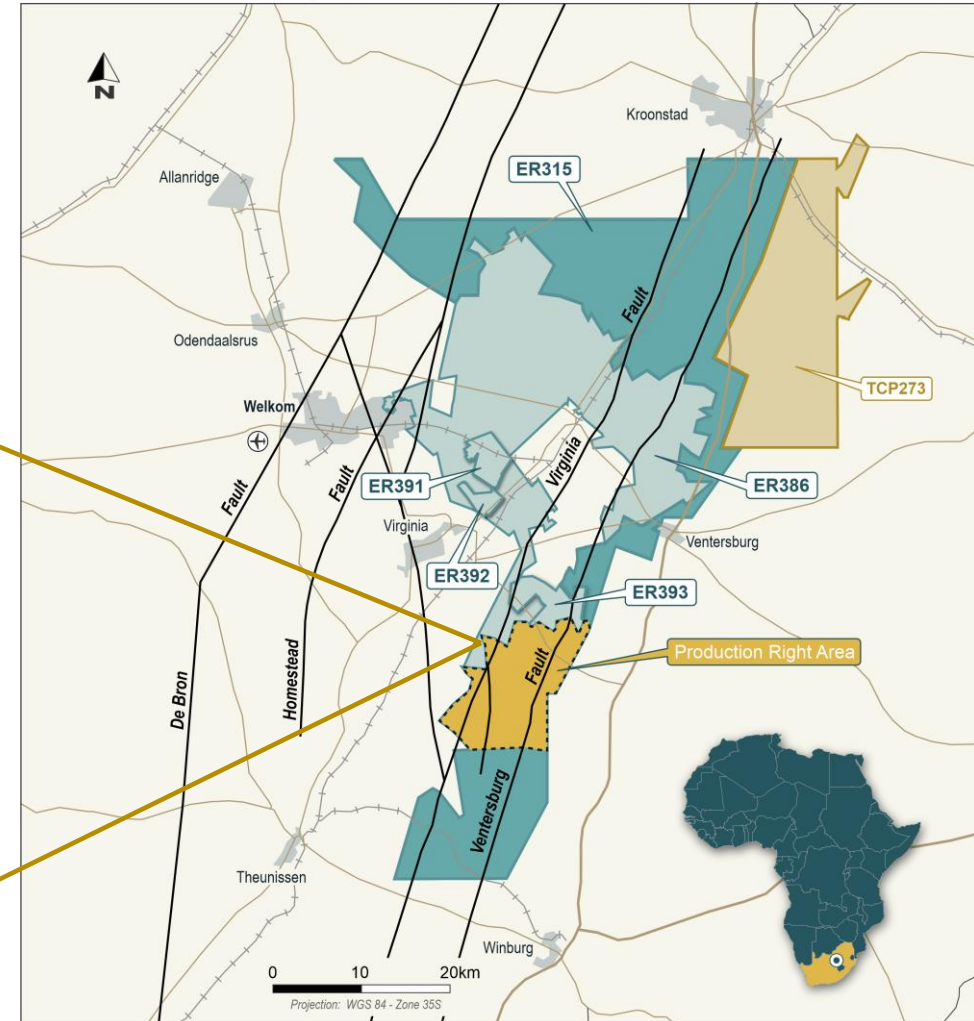 N
Kroonstad
ER315
Allanridge
Fault
Odendaalsrus
TCP273
Welkom
Virginia
Fault
ER391
ER386
Fault
Virginia
Ventersburg
ER392
ER393
Production Right Area
Fault
De Bron
Homestead
Ventersburg
Theunissen
Winburg
0 10 20km
Projection: WGS 84 - Zone 35S